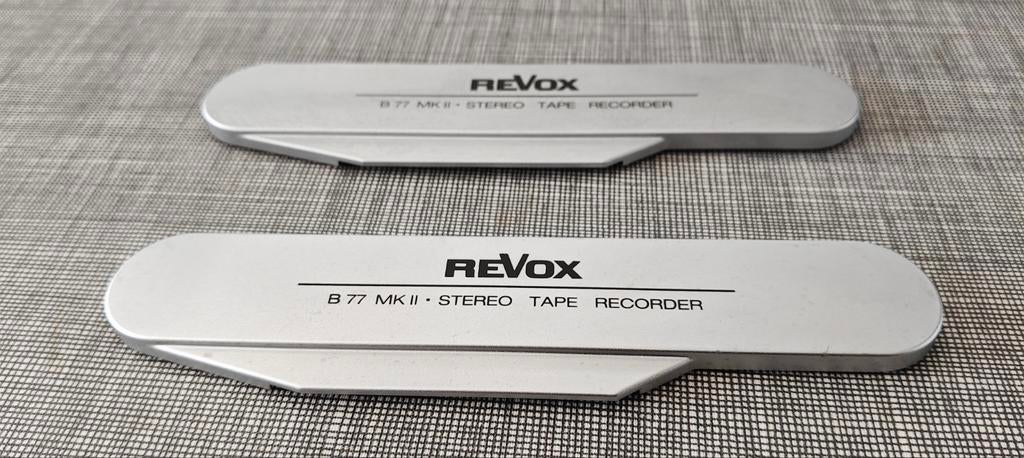 REVOX
B 77 MK II · STEREO TAPE RECORDER
REVOX
B 77 MK II · STEREO TAPE RECORDER